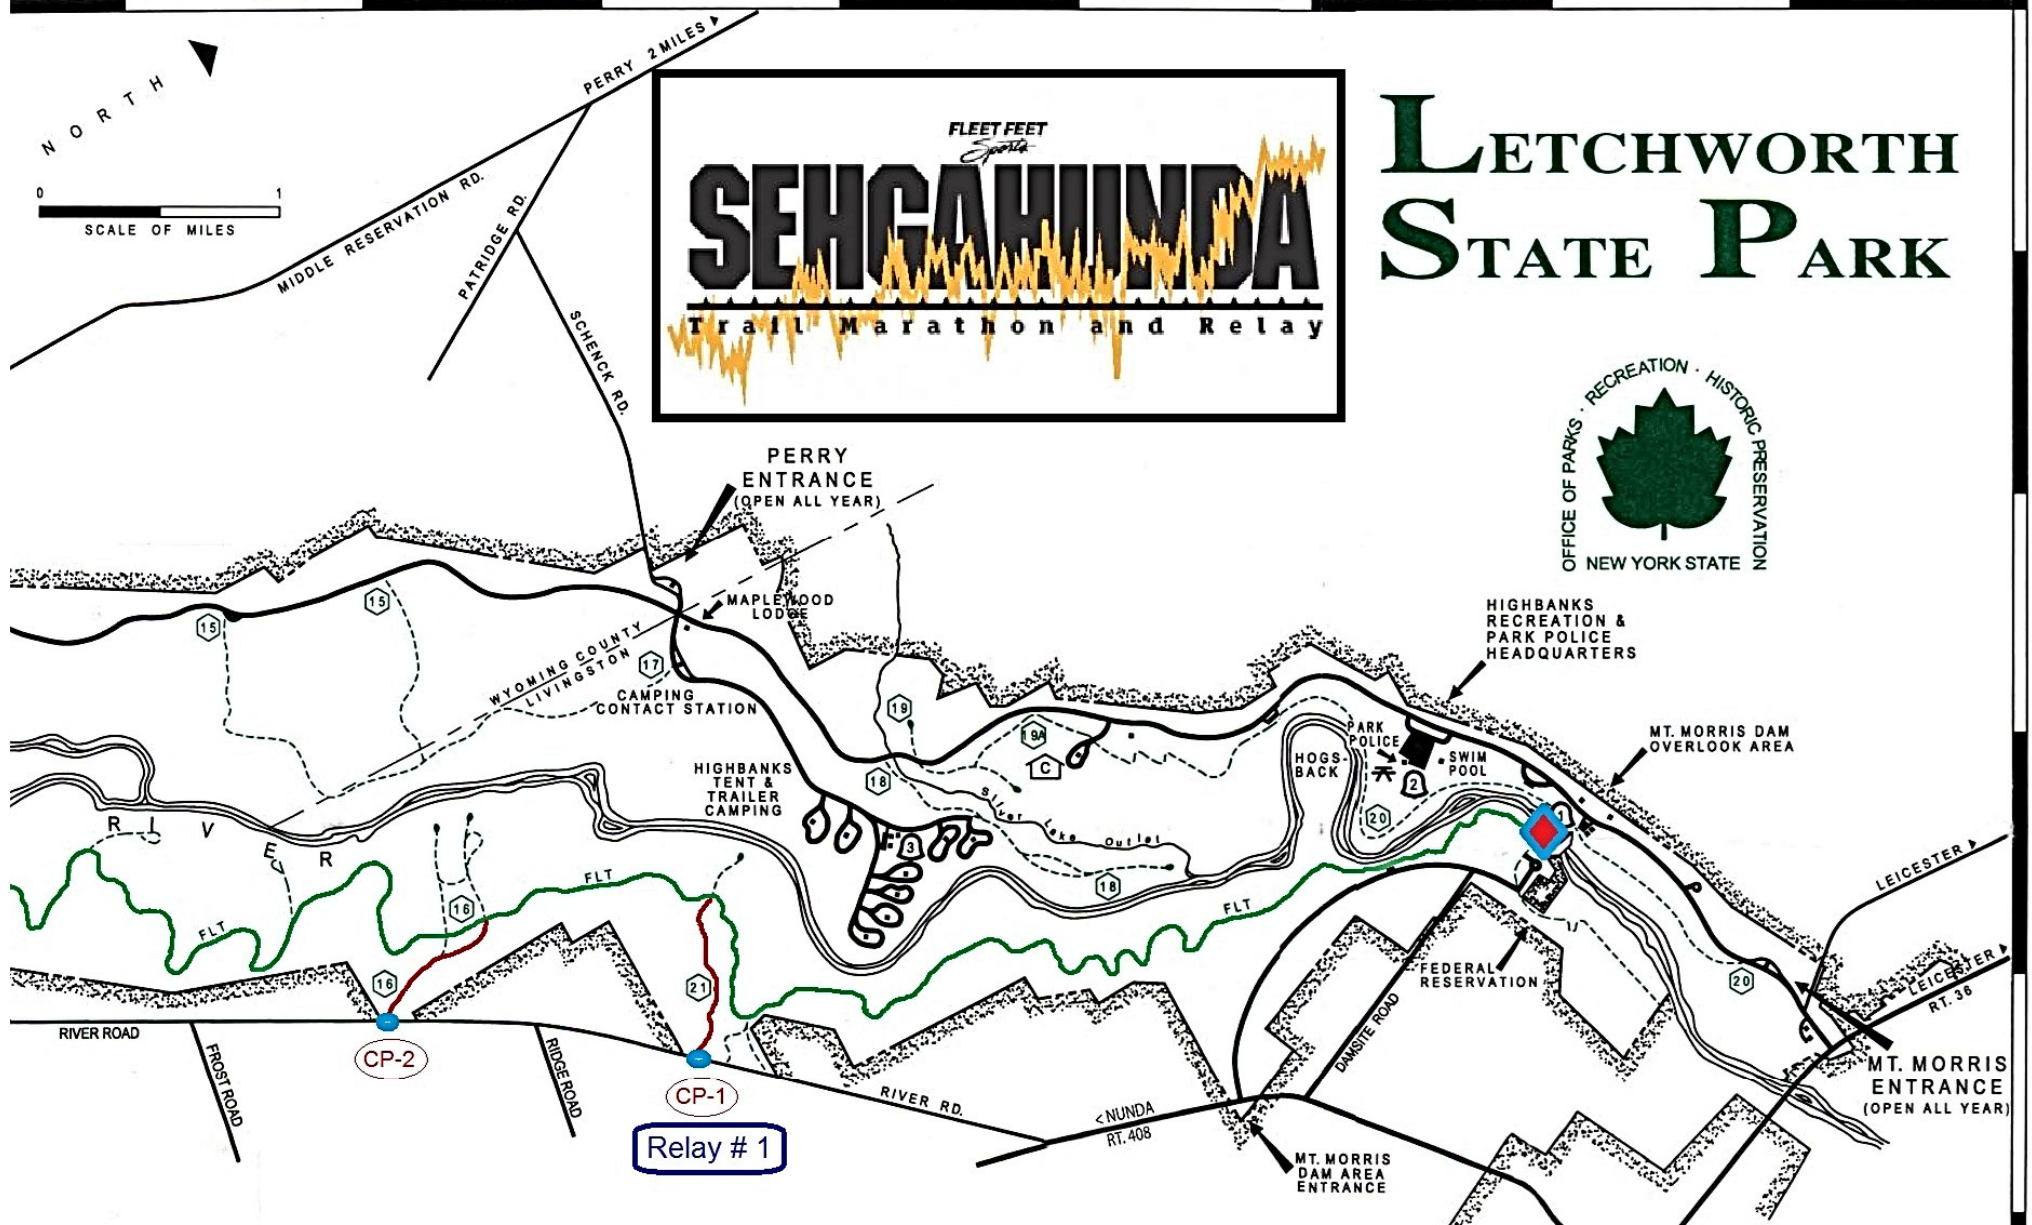 NORTH
0 1
SCALE OF MILES
PERRY 2 MILES
MIDDLE RESERVATION RD.
PATRIDGE RD.
SCHENCK RD.
FLEET FEET
Sports
SEHGAHUNDA
Trail Marathon and Relay
LETCHWORTH
STATE PARK
OFFICE OF PARKS · RECREATION · HISTORIC PRESERVATION
NEW YORK STATE
PERRY
ENTRANCE
(OPEN ALL YEAR)
MAPLEWOOD
LODGE
15
15
WYOMING COUNTY
LIVINGSTON
17
CAMPING
CONTACT STATION
19
19A
C
18
HIGHBANKS
TENT &
TRAILER
CAMPING
3
Silver Lake Outlet
18
HOGS-
BACK
PARK
POLICE
SWIM
POOL
2
20
1
HIGHBANKS
RECREATION &
PARK POLICE
HEADQUARTERS
MT. MORRIS DAM
OVERLOOK AREA
LEICESTER
LEICESTER
RT. 36
20
MT. MORRIS
ENTRANCE
(OPEN ALL YEAR)
RIVER
FLT
FLT
FLT
16
16
21
FEDERAL
RESERVATION
DAMSITE ROAD
RIVER ROAD
FROST ROAD
CP-2
RIDGE ROAD
CP-1
Relay # 1
RIVER RD.
< NUNDA
RT. 408
MT. MORRIS
DAM AREA
ENTRANCE